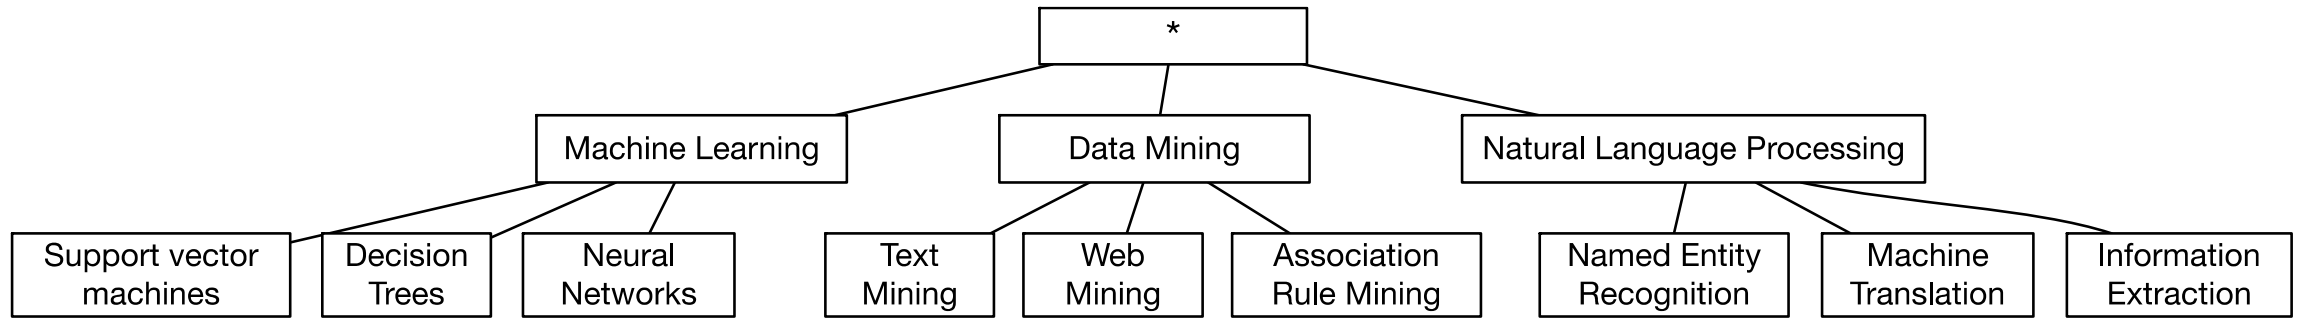 *
Machine Learning
Data Mining
Natural Language Processing
Support vector
machines
Decision
Trees
Neural
Networks
Text
Mining
Web
Mining
Association
Rule Mining
Named Entity
Recognition
Machine
Translation
Information
Extraction